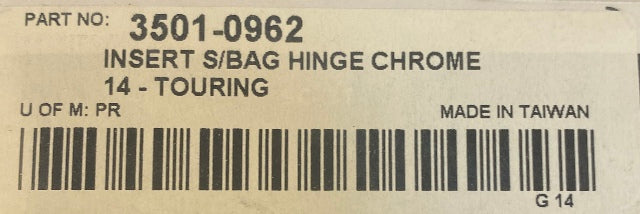 PART NO: 3501-0962
INSERT S/BAG HINGE CHROME
14 - TOURING
U OF M: PR MADE IN TAIWAN
G 14